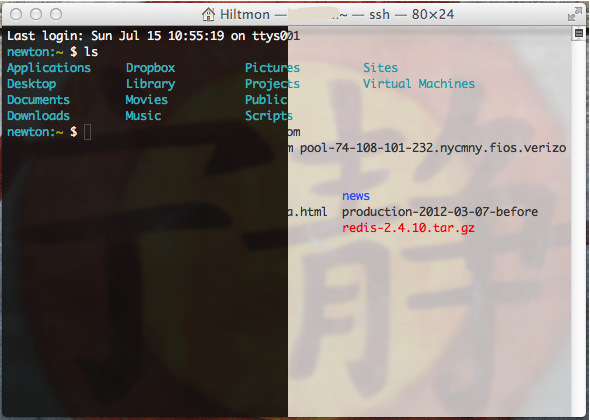 Hiltmon — ~ — ssh — 80×24
Last login: Sun Jul 15 10:55:19 on ttys001
newton:~ $ ls
Applications Dropbox Pictures Sites
Desktop Library Projects Virtual Machines
Documents Movies Public
Downloads Music Scripts
newton:~ $ om
m pool-74-108-101-232.nycmny.fios.verizo
news
a.html production-2012-03-07-before
redis-2.4.10.tar.gz
静